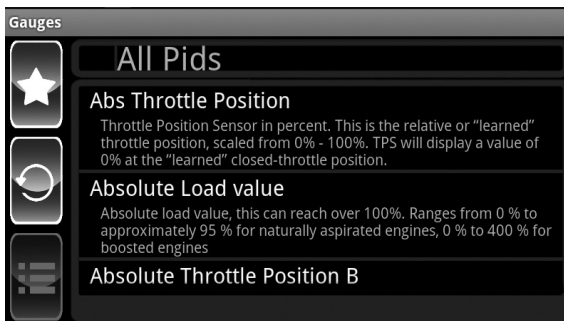 Gauges
All Pids
Abs Throttle Position
Throttle Position Sensor in percent. This is the relative or “learned”
throttle position, scaled from 0% - 100%. TPS will display a value of
0% at the “learned” closed-throttle position.
Absolute Load value
Absolute load value, this can reach over 100%. Ranges from 0 % to
approximately 95 % for naturally aspirated engines, 0 % to 400 % for
boosted engines
Absolute Throttle Position B